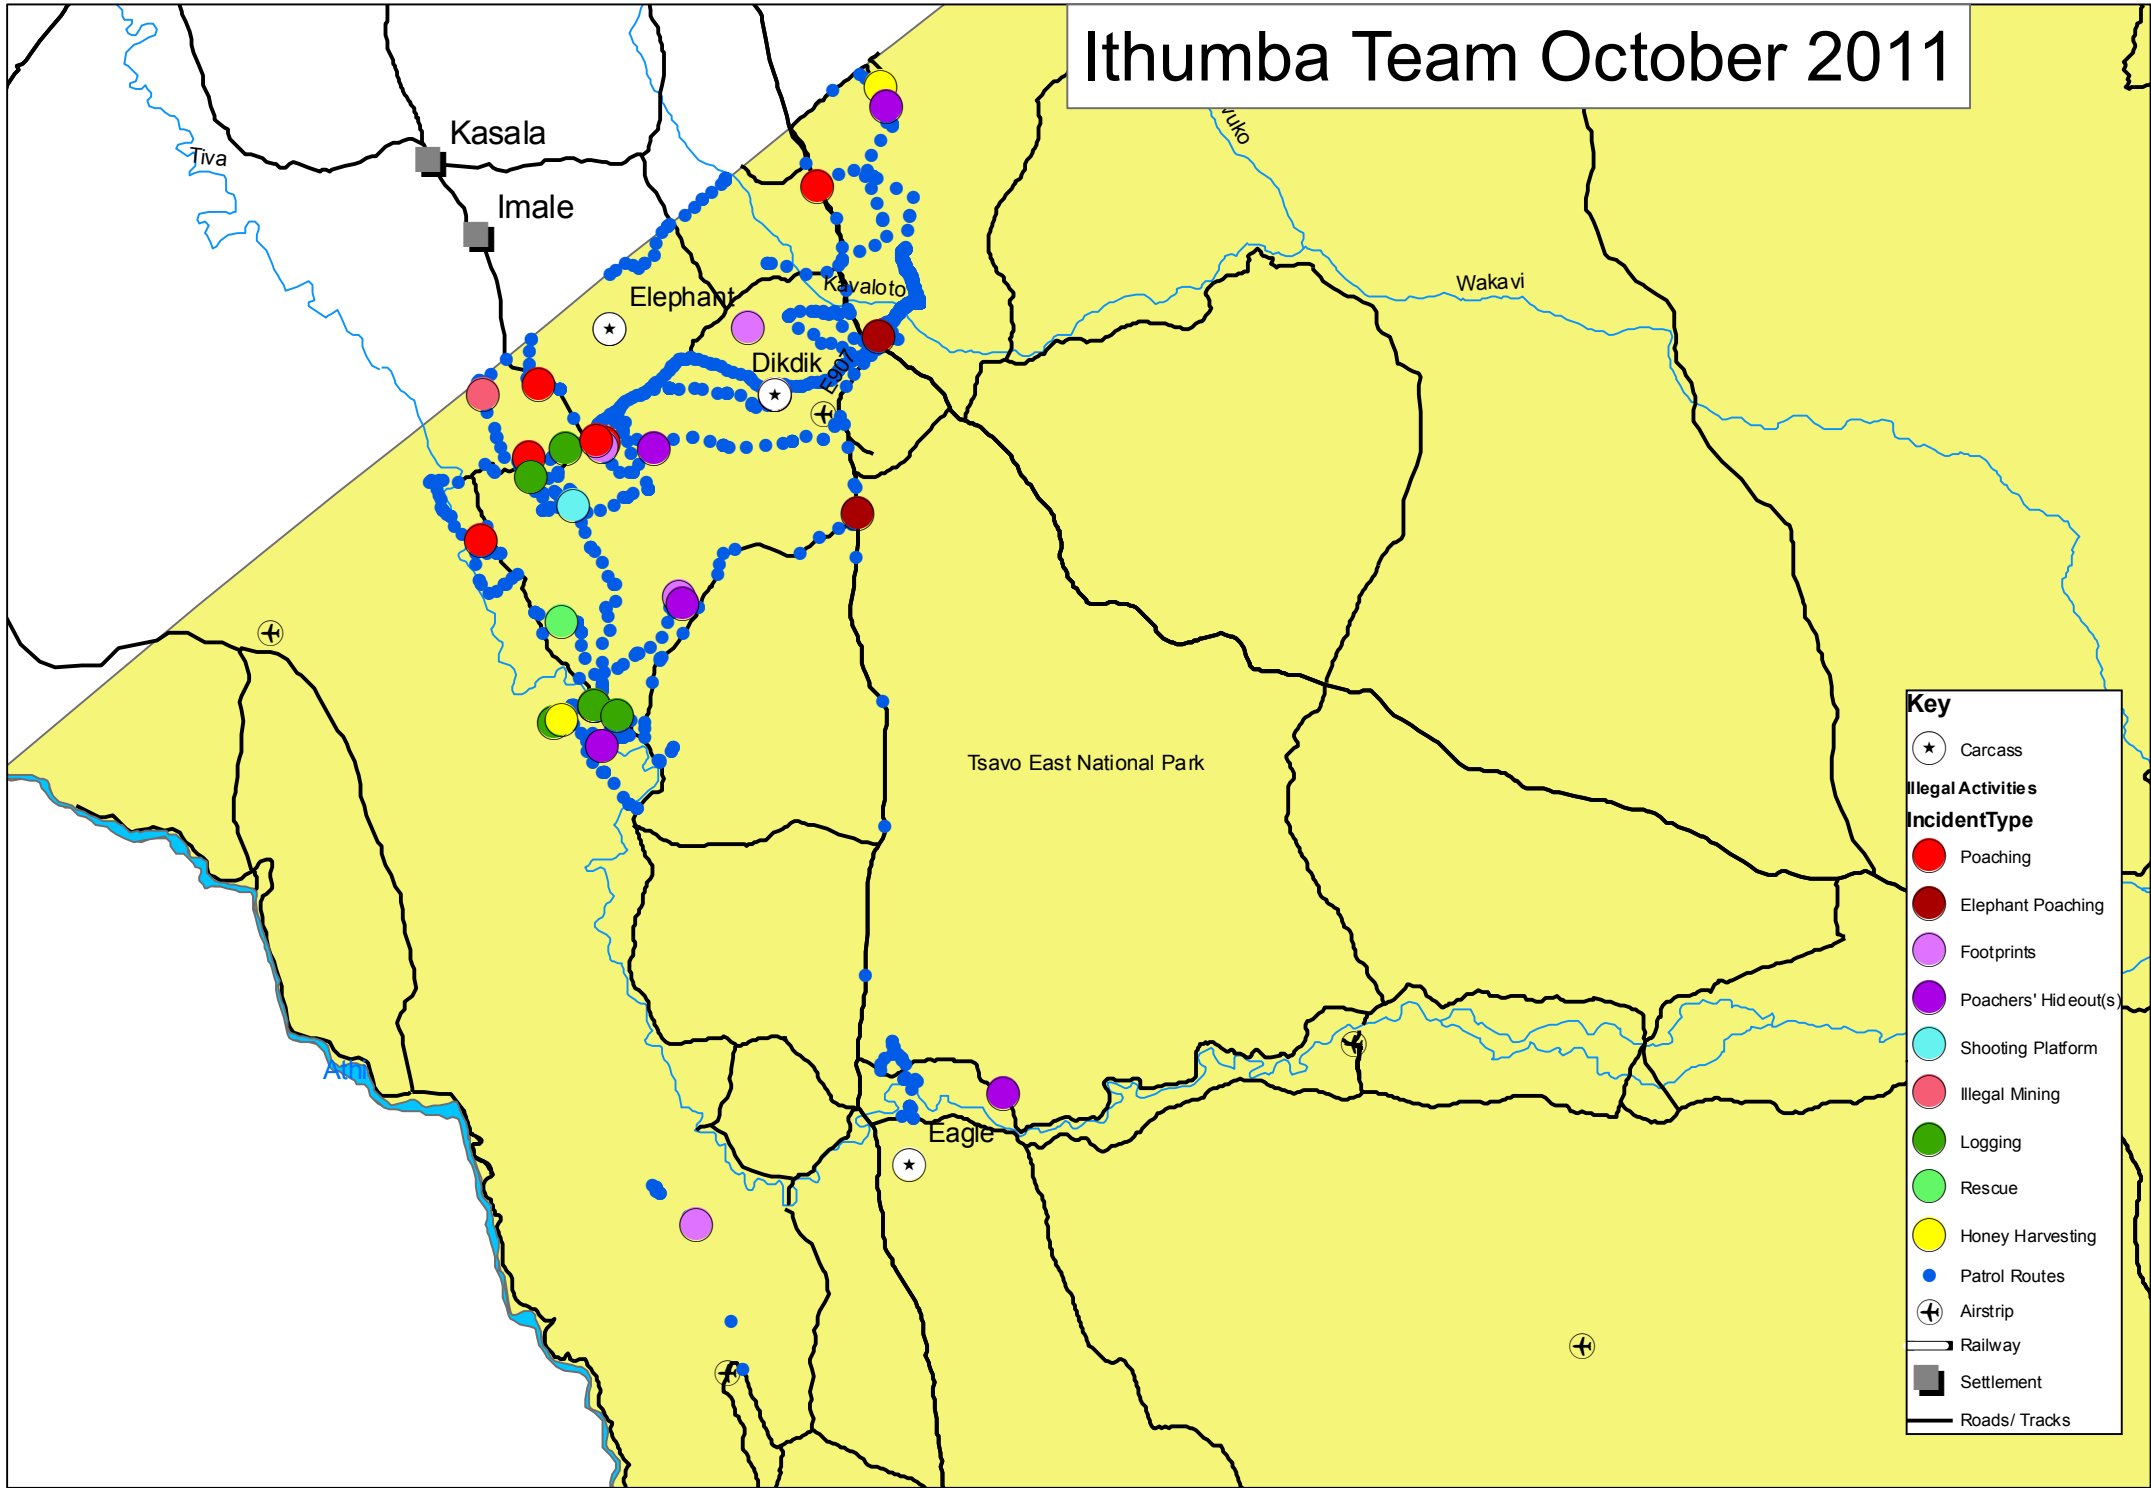 Ithumba Team October 2011
Kasala
Tiva
Imale
Wakavi
Kavaloto
Elephant
Dikdik
E907
Tsavo East National Park
Eagle
Key
Carcass
Illegal Activities
IncidentType
Poaching
Elephant Poaching
Footprints
Poachers' Hideout(s)
Shooting Platform
Illegal Mining
Logging
Rescue
Honey Harvesting
Patrol Routes
Airstrip
Railway
Settlement
Roads/ Tracks